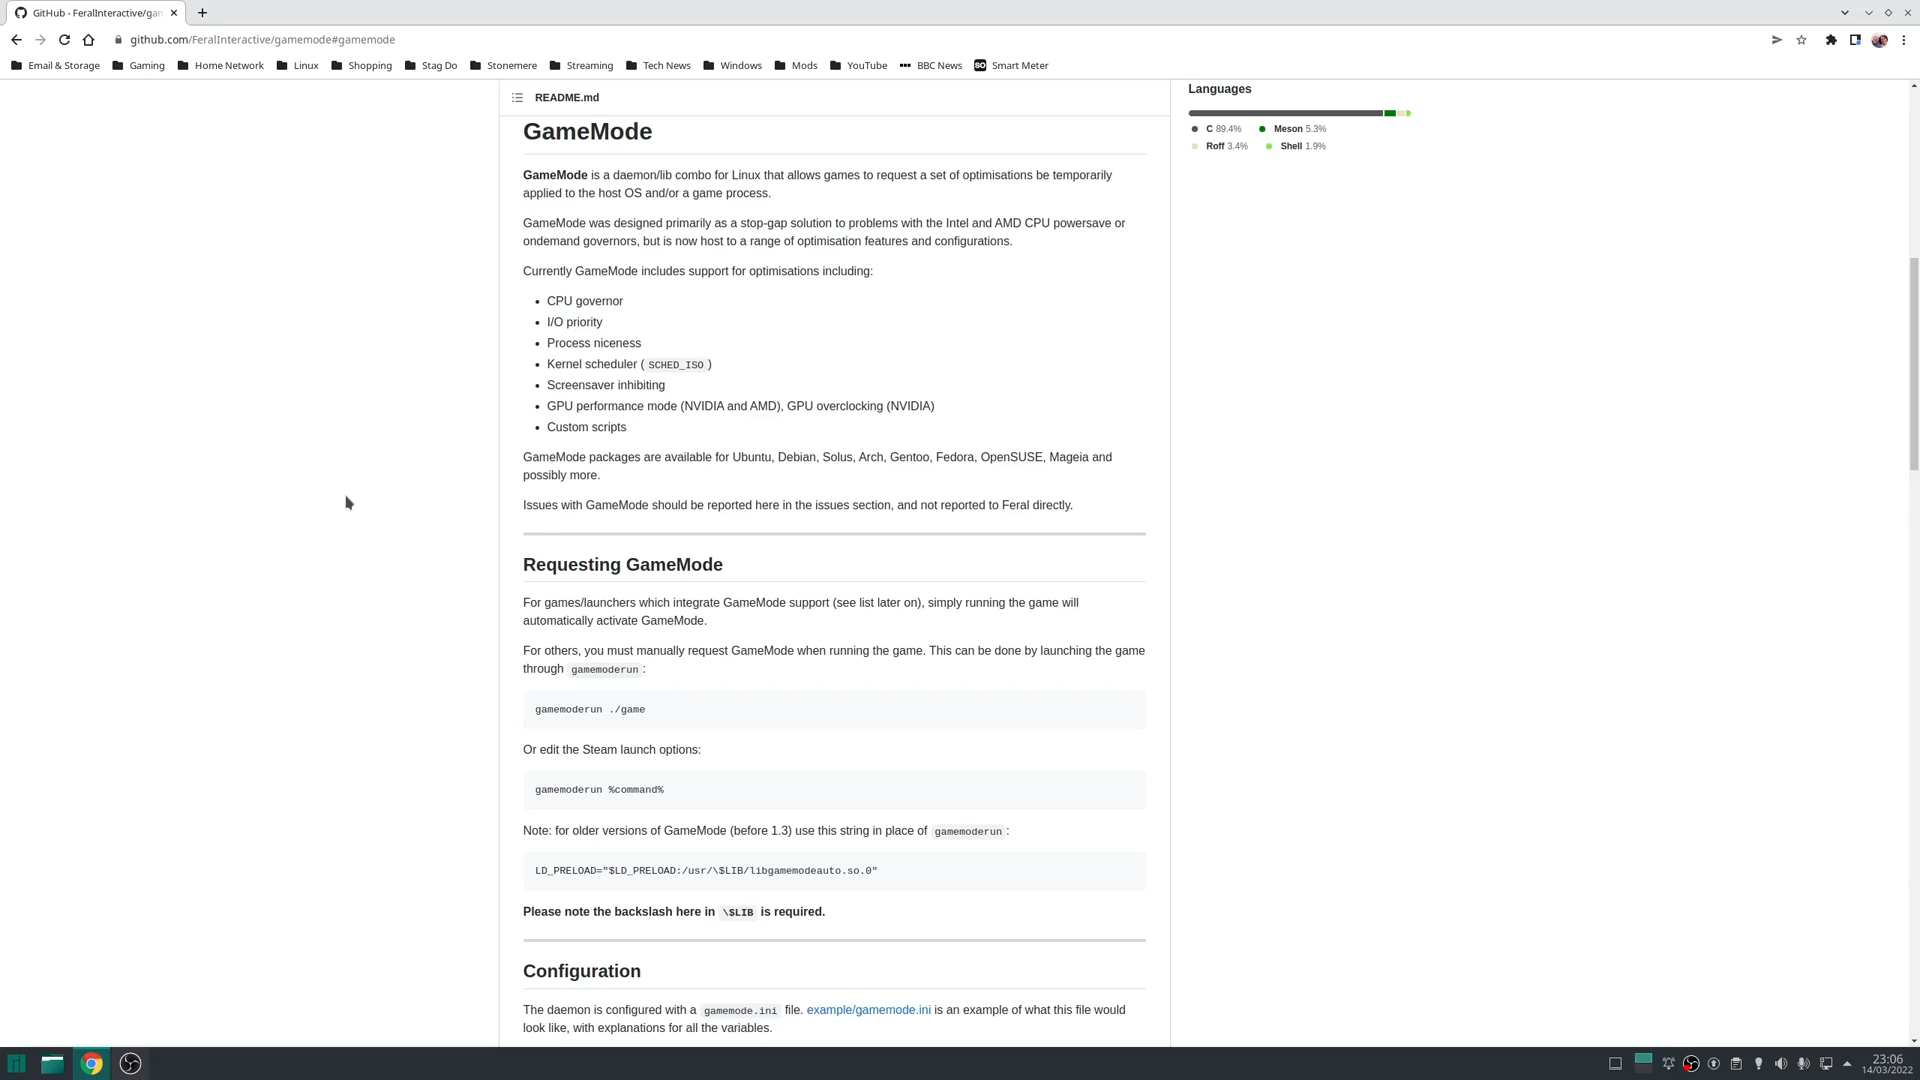 GitHub - FeralInteractive/gam
github.com/FeralInteractive/gamemode#gamemode
Email & Storage Gaming Home Network Linux Shopping Stag Do Stonemere Streaming Tech News Windows Mods YouTube BBC News SO Smart Meter
README.md
Languages
C 89.4% Meson 5.3%
Roff 3.4% Shell 1.9%
GameMode
GameMode is a daemon/lib combo for Linux that allows games to request a set of optimisations be temporarily
applied to the host OS and/or a game process.
GameMode was designed primarily as a stop-gap solution to problems with the Intel and AMD CPU powersave or
ondemand governors, but is now host to a range of optimisation features and configurations.
Currently GameMode includes support for optimisations including:
• CPU governor
• I/O priority
• Process niceness
• Kernel scheduler ( SCHED_ISO )
• Screensaver inhibiting
• GPU performance mode (NVIDIA and AMD), GPU overclocking (NVIDIA)
• Custom scripts
GameMode packages are available for Ubuntu, Debian, Solus, Arch, Gentoo, Fedora, OpenSUSE, Mageia and
possibly more.
Issues with GameMode should be reported here in the issues section, and not reported to Feral directly.
Requesting GameMode
For games/launchers which integrate GameMode support (see list later on), simply running the game will
automatically activate GameMode.
For others, you must manually request GameMode when running the game. This can be done by launching the game
through gamemoderun :
gamemoderun ./game
Or edit the Steam launch options:
gamemoderun %command%
Note: for older versions of GameMode (before 1.3) use this string in place of gamemoderun :
LD_PRELOAD="$LD_PRELOAD:/usr/\$LIB/libgamemodeauto.so.0"
Please note the backslash here in \$LIB is required.
Configuration
The daemon is configured with a gamemode.ini file. example/gamemode.ini is an example of what this file would
look like, with explanations for all the variables.
23:06
14/03/2022